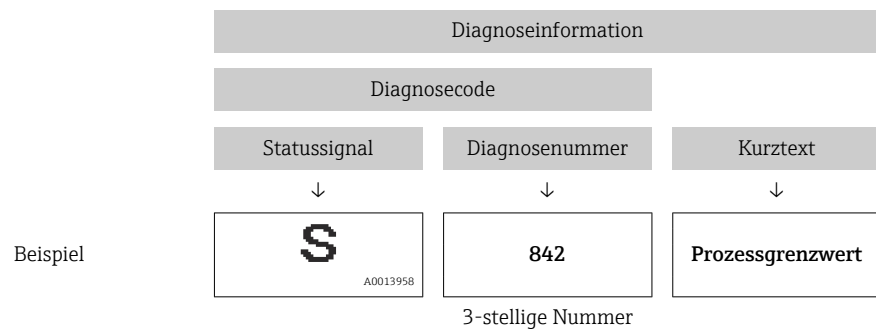 Diagnoseinformation
Diagnosecode
Statussignal Diagnosenummer Kurztext
↓ ↓ ↓
Beispiel S 842 Prozessgrenzwert
A0013958
3-stellige Nummer